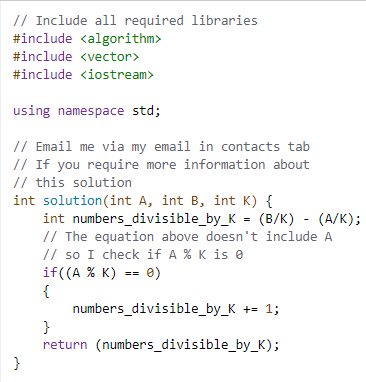 // Include all required libraries
#include <algorithm>
#include <vector>
#include <iostream>

using namespace std;

// Email me via my email in contacts tab
// If you require more information about
// this solution
int solution(int A, int B, int K) {
    int numbers_divisible_by_K = (B/K) - (A/K);
    // The equation above doesn't include A
    // so I check if A % K is 0
    if((A % K) == 0)
    {
        numbers_divisible_by_K += 1;
    }
    return (numbers_divisible_by_K);
}